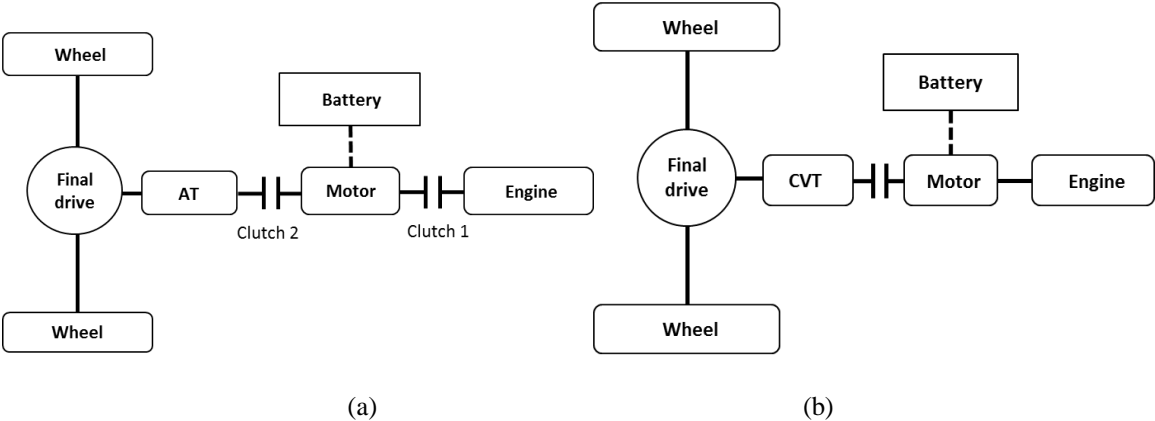 Wheel
Battery
Final
drive
AT
Motor
Engine
Clutch 2
Clutch 1
Wheel
(a)
Wheel
Battery
Final
drive
CVT
Motor
Engine
Wheel
(b)